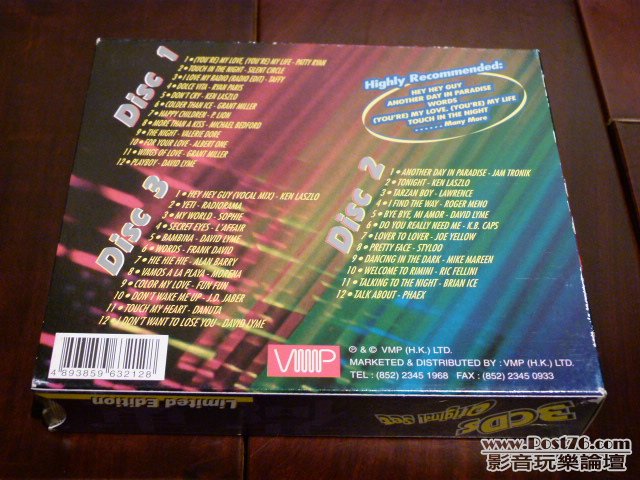 Disc 1
1 • (YOU'RE) MY LOVE, (YOU'RE) MY LIFE - PATTY RYAN
2 • TOUCH IN THE NIGHT - SILENT CIRCLE
3 • I LOVE MY RADIO (RADIO EDIT) - TAFFY
4 • DOLCE VITA - RYAN PARIS
5 • DON'T CRY - KEN LASZLO
6 • COLDER THAN ICE - GRANT MILLER
7 • HAPPY CHILDREN - P. LION
8 • MORE THAN A KISS - MICHAEL BEDFORD
9 • THE NIGHT - VALERIE DORE
10 • FOR YOUR LOVE - ALBERT ONE
11 • WINGS OF LOVE - GRANT MILLER
12 • PLAYBOY - DAVID LYME
Highly Recommended:
HEY HEY GUY
ANOTHER DAY IN PARADISE
WORDS
(YOU'RE) MY LOVE, (YOU'RE) MY LIFE
TOUCH IN THE NIGHT
. . . . . . Many More
Disc 2
1 • ANOTHER DAY IN PARADISE - JAM TRONIK
2 • TONIGHT - KEN LASZLO
3 • TARZAN BOY - LAWRENCE
4 • I FIND THE WAY - ROGER MENO
5 • BYE BYE, MI AMOR - DAVID LYME
6 • DO YOU REALLY NEED ME - K.B. CAPS
7 • LOVER TO LOVER - JOE YELLOW
8 • PRETTY FACE - STYLOO
9 • DANCING IN THE DARK - MIKE MAREEN
10 • WELCOME TO RIMINI - RIC FELLINI
11 • TALKING TO THE NIGHT - BRIAN ICE
12 • TALK ABOUT - PHAEX
Disc 3
1 • HEY HEY GUY (VOCAL MIX) - KEN LASZLO
2 • YETI - RADIORAMA
3 • MY WORLD - SOPHIE
4 • SECRET EYES - L'AFFAIR
5 • BAMBINA - DAVID LYME
6 • WORDS - FRANK DAVID
7 • HIE HIE HIE - ALAN BARRY
8 • VAMOS A LA PLAYA - MORENA
9 • COLOR MY LOVE - FUN FUN
10 • DON'T WAKE ME UP - J.D. JABER
11 • TOUCH MY HEART - DANUTA
12 • I DON'T WANT TO LOSE YOU - DAVID LYME
4 893859 632128
VMP
℗ & © VMP (H.K.) LTD.
MARKETED & DISTRIBUTED BY : VMP (H.K.) LTD.
TEL : (852) 2345 1968 FAX : (852) 2345 0933
Limited Edition
3CDs
Original Set
www.Post76.com
影音玩樂論壇